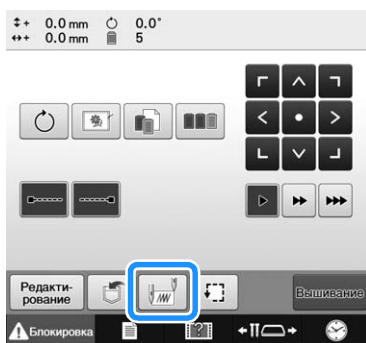 0.0 mm 0.0°
0.0 mm 5
Редакти-
рование
Вышивание
Блокировка